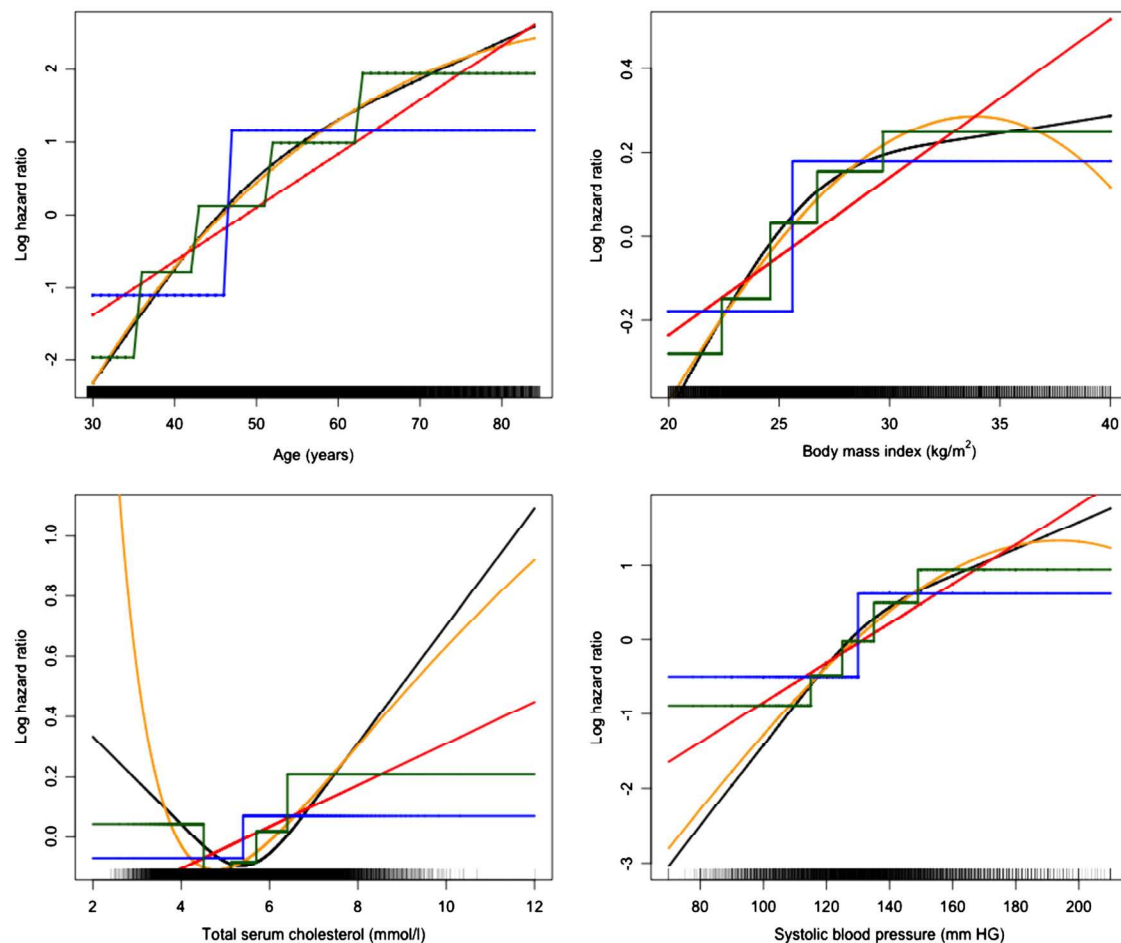 Log hazard ratio
2
1
0
-1
-2
30 40 50 60 70 80
Age (years)
Log hazard ratio
0.4
0.2
0.0
-0.2
20 25 30 35 40
Body mass index (kg/m²)
Log hazard ratio
1.0
0.8
0.6
0.4
0.2
0.0
2 4 6 8 10 12
Total serum cholesterol (mmol/l)
Log hazard ratio
1
0
-1
-2
-3
80 100 120 140 160 180 200
Systolic blood pressure (mm HG)